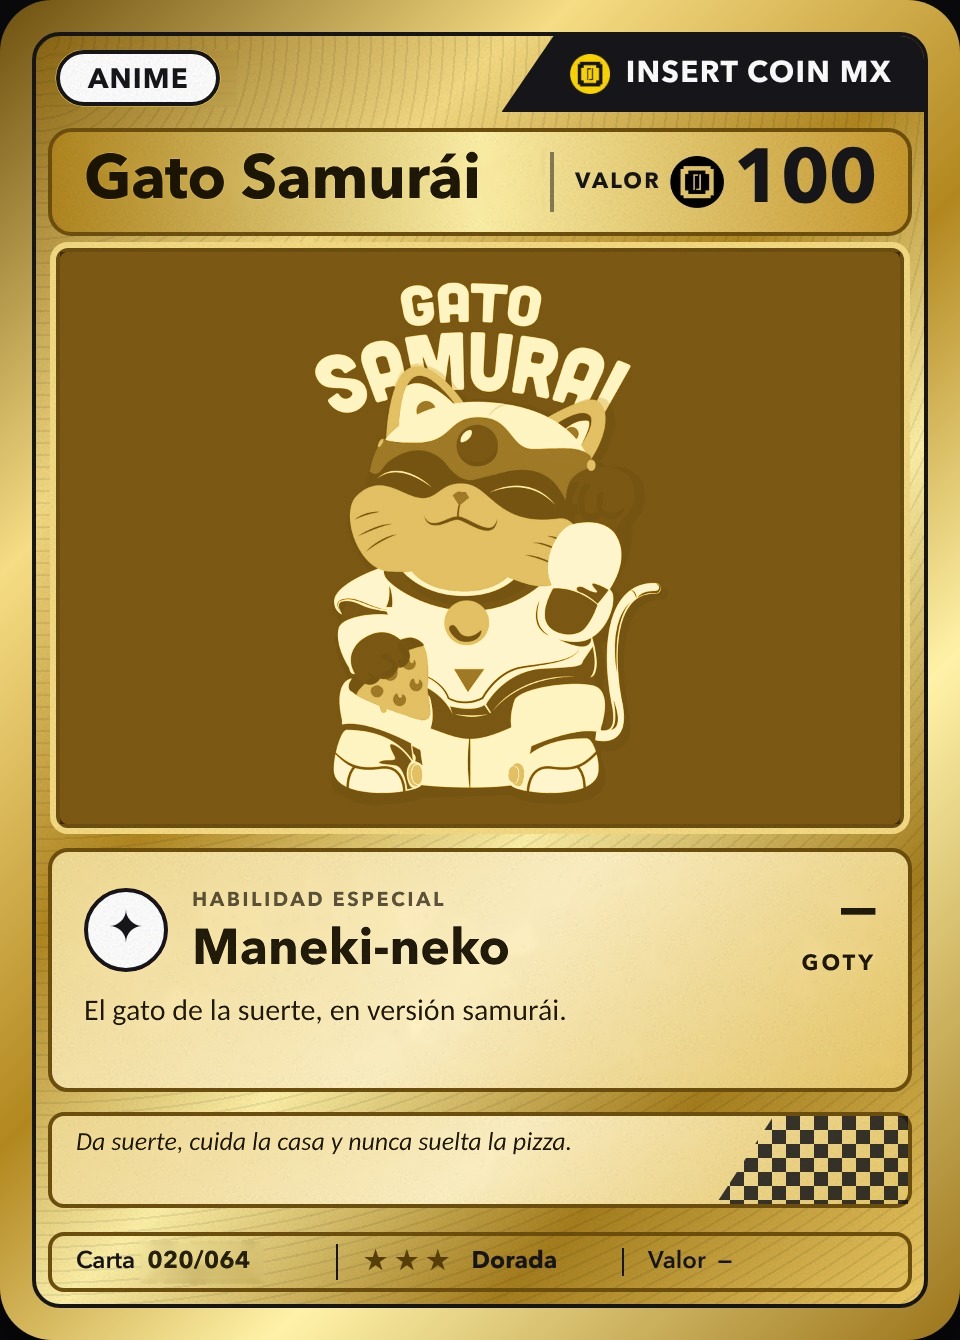 ANIME
INSERT COIN MX
Gato Samurái
VALOR 100
GATO
SAMURAI
HABILIDAD ESPECIAL
Maneki-neko
–
GOTY
El gato de la suerte, en versión samurái.
Da suerte, cuida la casa y nunca suelta la pizza.
Carta 020/064 ★★★ Dorada Valor –